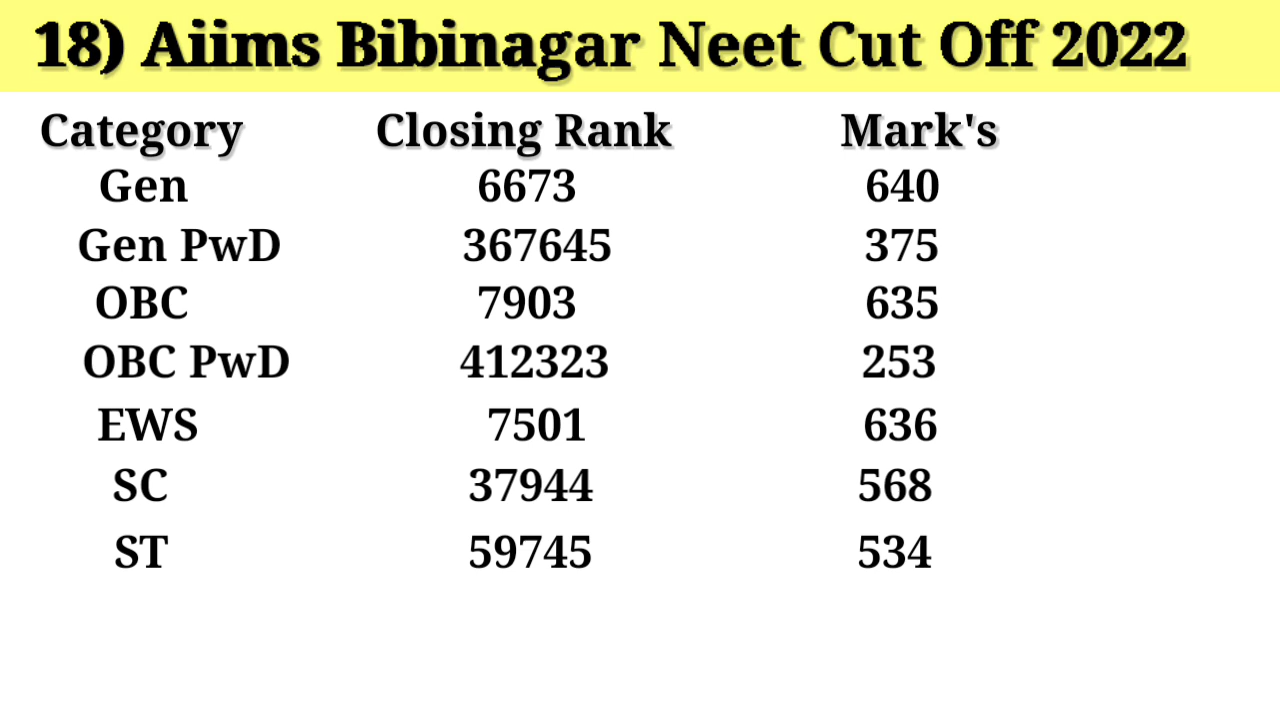 18) Aiims Bibinagar Neet Cut Off 2022
Category Closing Rank Mark's
Gen 6673 640
Gen PwD 367645 375
OBC 7903 635
OBC PwD 412323 253
EWS 7501 636
SC 37944 568
ST 59745 534